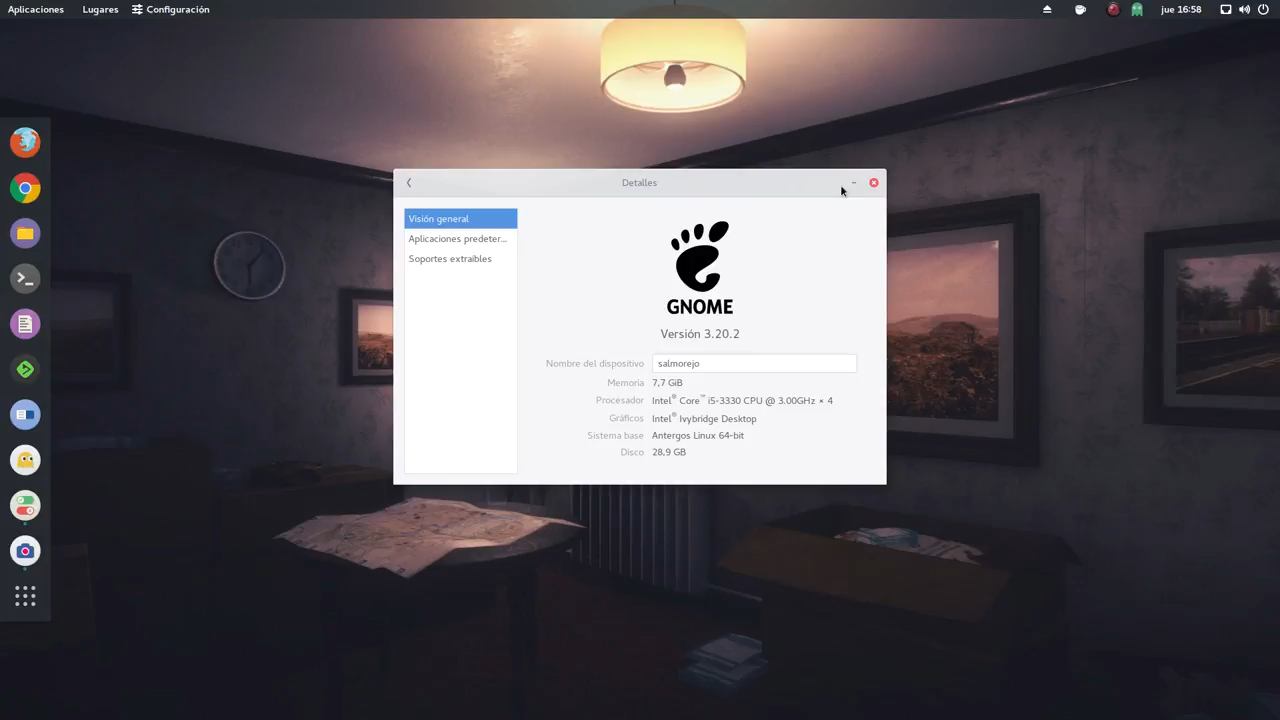 Aplicaciones Lugares Configuración jue 16:58
Detalles
Visión general
Aplicaciones predeter...
Soportes extraíbles
GNOME
Versión 3.20.2
Nombre del dispositivo salmorejo
Memoria 7,7 GiB
Procesador Intel® Core™ i5-3330 CPU @ 3.00GHz × 4
Gráficos Intel® Ivybridge Desktop
Sistema base Antergos Linux 64-bit
Disco 28,9 GB